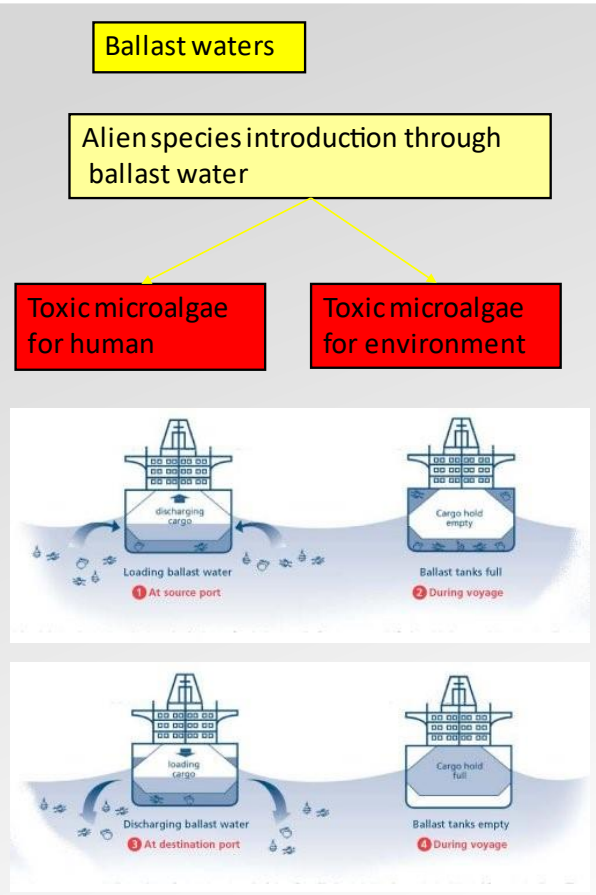 Ballast waters
Alien species introduction through
ballast water
Toxic microalgae
for human
Toxic microalgae
for environment
discharging
cargo
Loading ballast water
1 At source port
Cargo hold
empty
Ballast tanks full
2 During voyage
loading
cargo
Discharging ballast water
3 At destination port
Cargo hold
full
Ballast tanks empty
4 During voyage